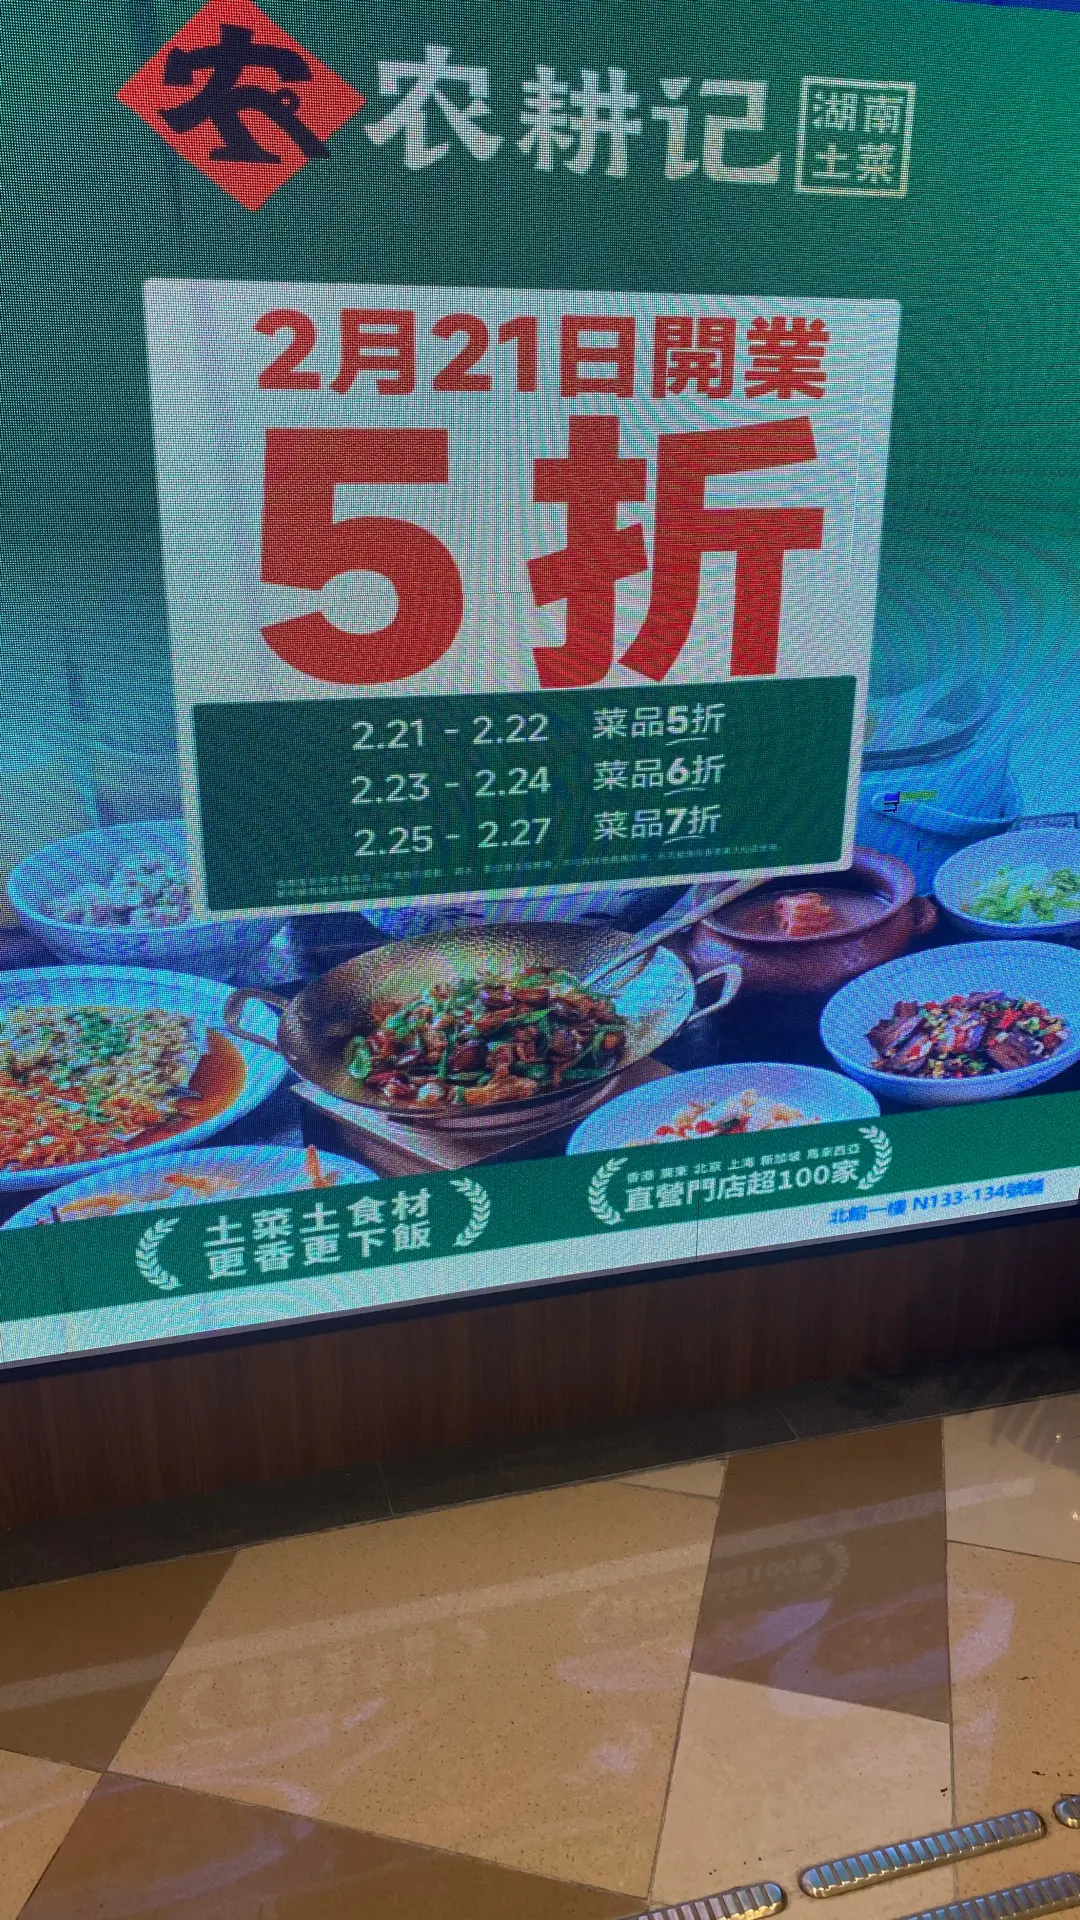 农
农耕记
湖南
土菜
2月21日開業
5折
2.21 - 2.22 菜品5折
2.23 - 2.24 菜品6折
2.25 - 2.27 菜品7折
土菜土食材
更香更下飯
香港 廣東 北京 上海 新加坡 馬來西亞
直營門店超100家
北館一樓 N133-134號舖